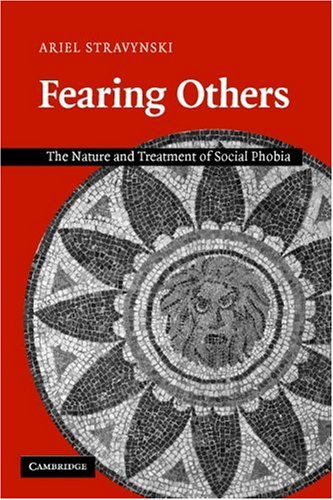 ARIEL STRAVYNSKI
Fearing Others
The Nature and Treatment of Social Phobia
CAMBRIDGE